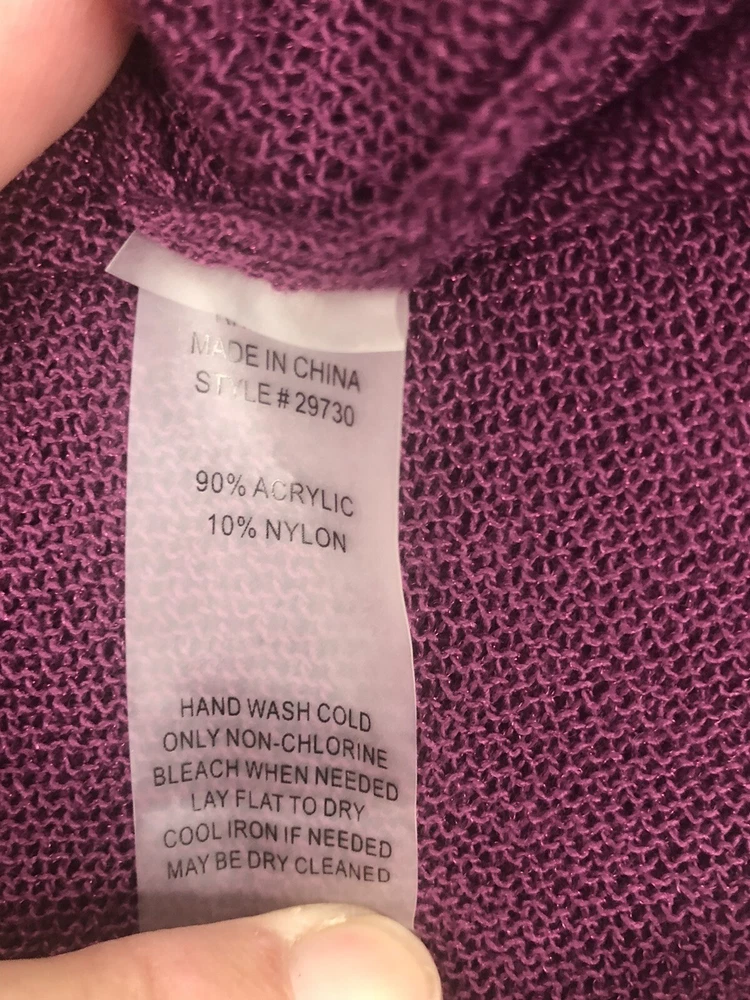 MADE IN CHINA
STYLE # 29730
90% ACRYLIC
10% NYLON
HAND WASH COLD
ONLY NON-CHLORINE
BLEACH WHEN NEEDED
LAY FLAT TO DRY
COOL IRON IF NEEDED
MAY BE DRY CLEANED